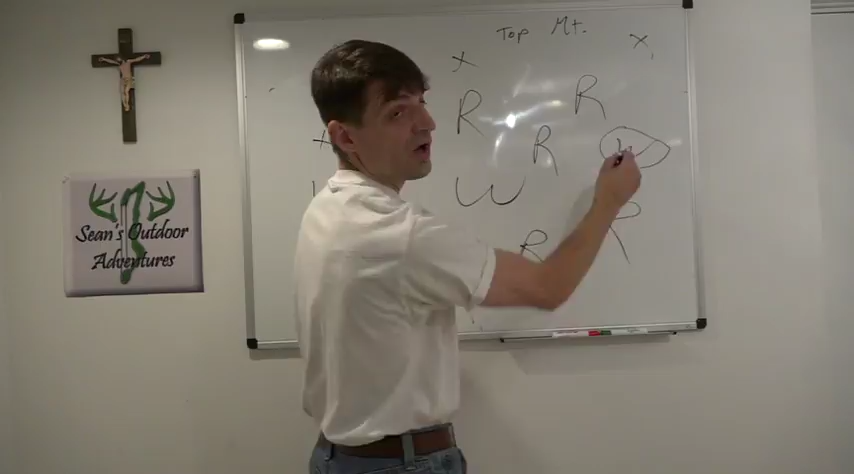 Top Mt.
X X
R R
X R
W
R R
Sean's Outdoor
Adventures